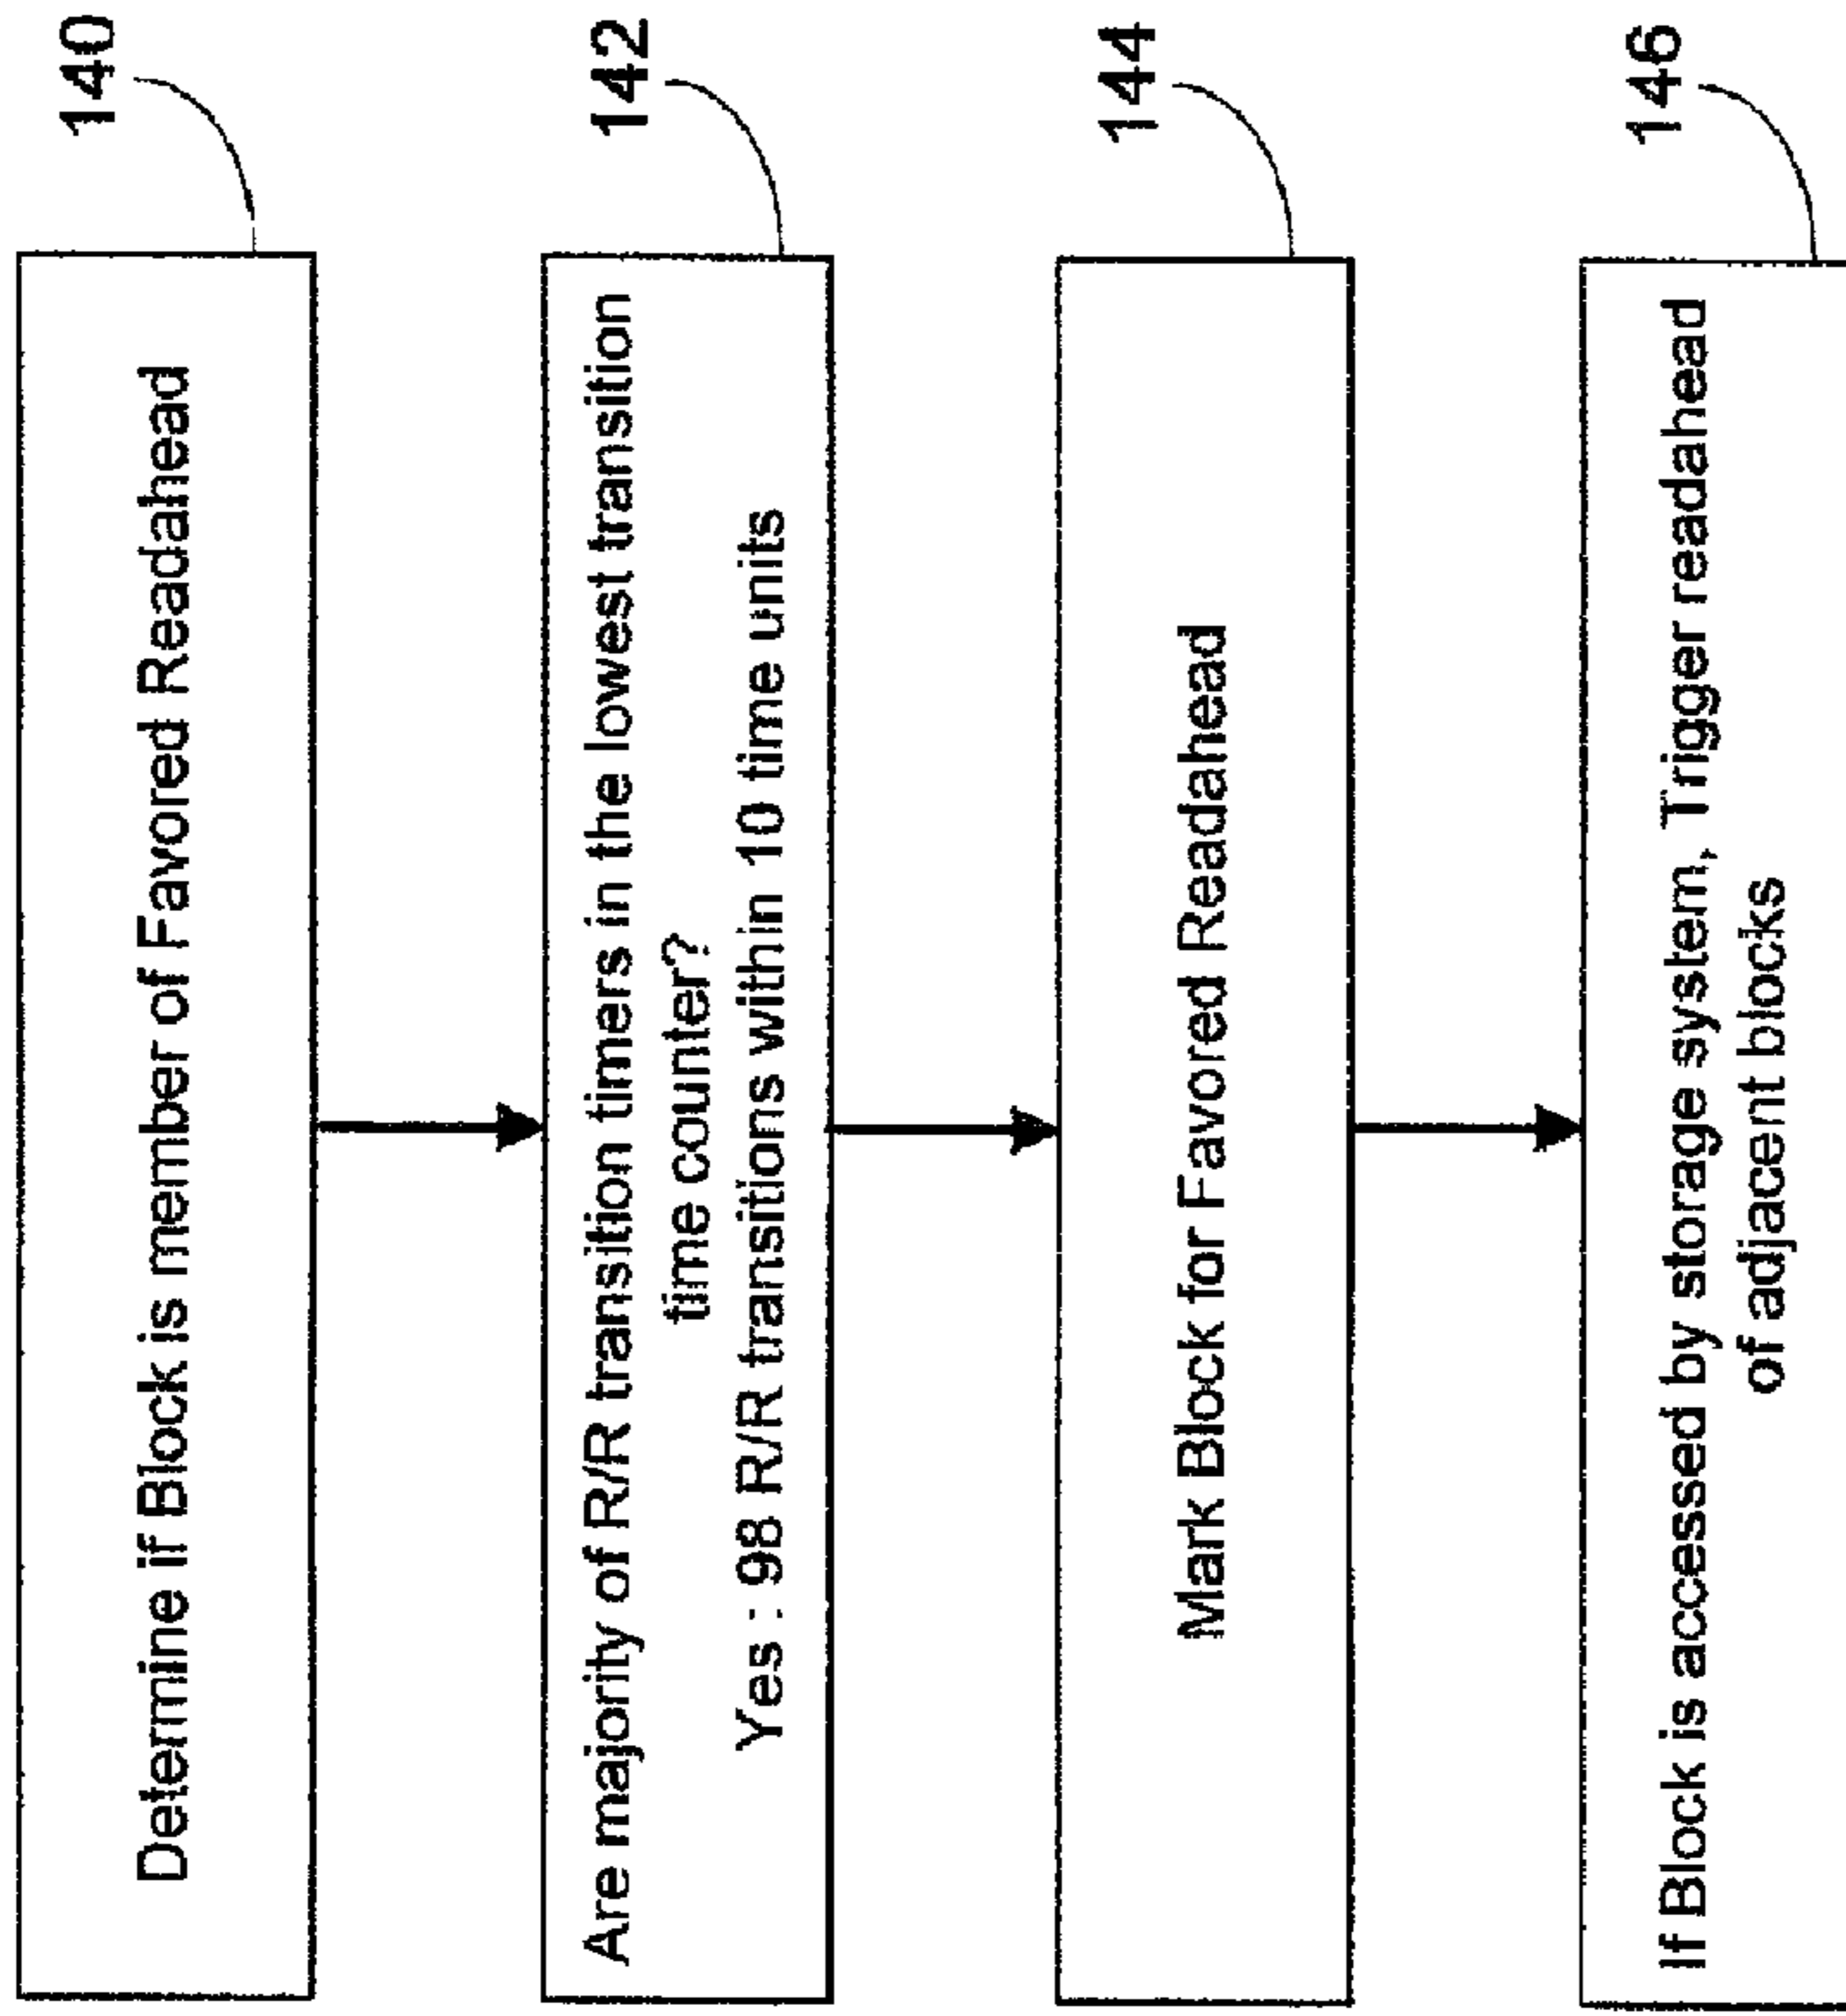 140
Determine if Block is member of Favored Readahead
142
Are majority of R/R transition timers in the lowest transition
time counter?
Yes : 98 R/R transitions within 10 time units
144
Mark Block for Favored Readahead
146
If Block is accessed by storage system, Trigger readahead
of adjacent blocks